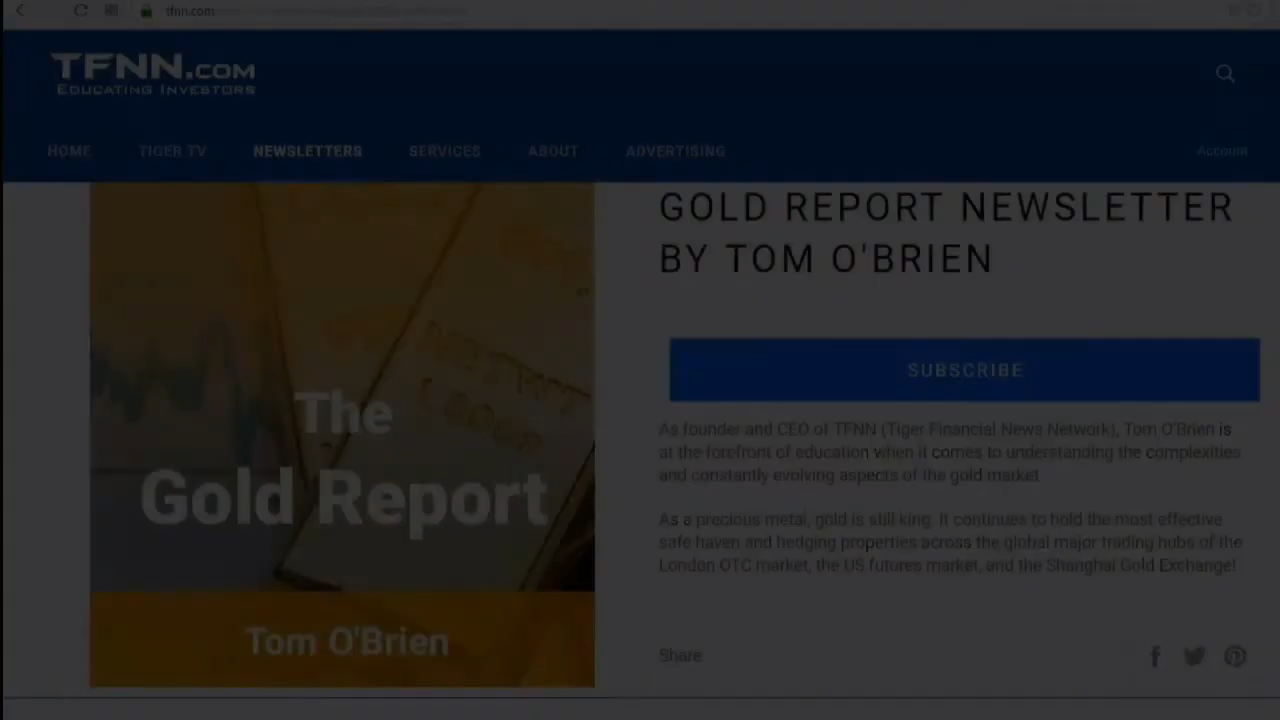 tfnn.com
TFNN.COM
EDUCATING INVESTORS
HOME TIGER TV NEWSLETTERS SERVICES ABOUT ADVERTISING Account
GOLD REPORT NEWSLETTER
BY TOM O'BRIEN
The
Gold Report
Tom O'Brien
SUBSCRIBE
As founder and CEO of TFNN (Tiger Financial News Network), Tom O'Brien is
at the forefront of education when it comes to understanding the complexities
and constantly evolving aspects of the gold market
As a precious metal, gold is still king. It continues to hold the most effective
safe haven and hedging properties across the global major trading hubs of the
London OTC market, the US futures market, and the Shanghai Gold Exchange!
Share